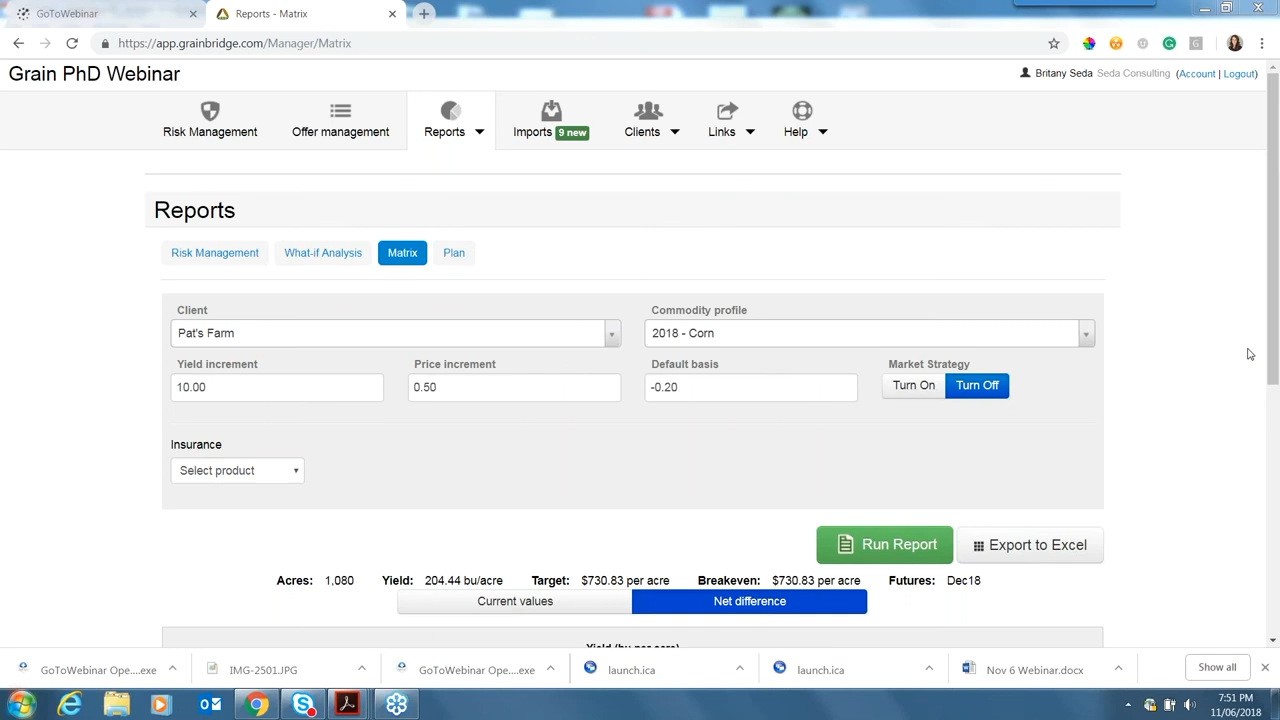 GoToWebinar
Reports - Matrix
https://app.grainbridge.com/Manager/Matrix
G
Grain PhD Webinar
Britany Seda Seda Consulting (Account | Logout)
Risk Management
Offer management
Reports
Imports 9 new
Clients
Links
Help
Reports
Risk Management
What-if Analysis
Matrix
Plan
Client
Commodity profile
Pat's Farm
2018 - Corn
Yield increment
Price increment
Default basis
Market Strategy
10.00
0.50
-0.20
Turn On
Turn Off
Insurance
Select product
Run Report
Export to Excel
Acres: 1,080 Yield: 204.44 bu/acre Target: $730.83 per acre Breakeven: $730.83 per acre Futures: Dec18
Current values
Net difference
Yield (bu per acre)
GoToWebinar Ope....exe
IMG-2501.JPG
GoToWebinar Ope....exe
launch.ica
launch.ica
Nov 6 Webinar.docx
Show all
7:51 PM
11/06/2018